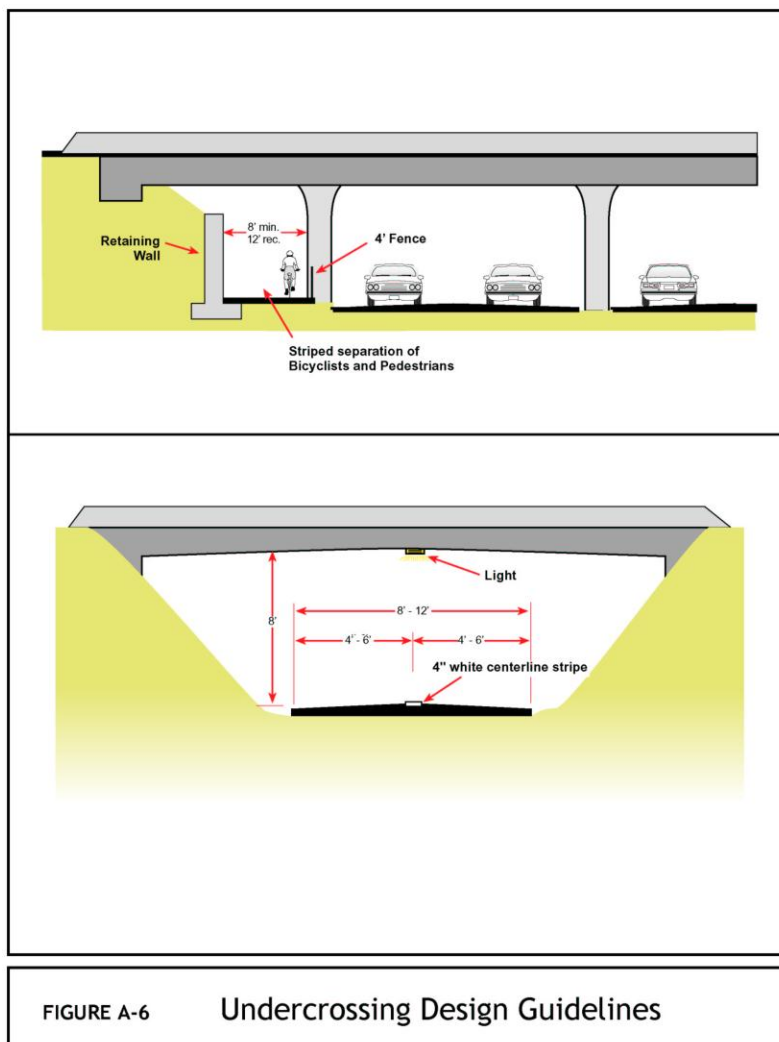 8' min.
12' rec.
Retaining
Wall
4' Fence
Striped separation of
Bicyclists and Pedestrians
Light
8' - 12'
8'
4' - 6'
4' - 6'
4" white centerline stripe
FIGURE A-6
Undercrossing Design Guidelines